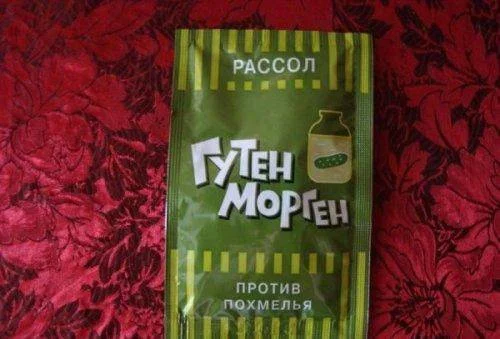 РАССОЛ
ГУТЕН
МОРГЕН
ПРОТИВ
ПОХМЕЛЬЯ